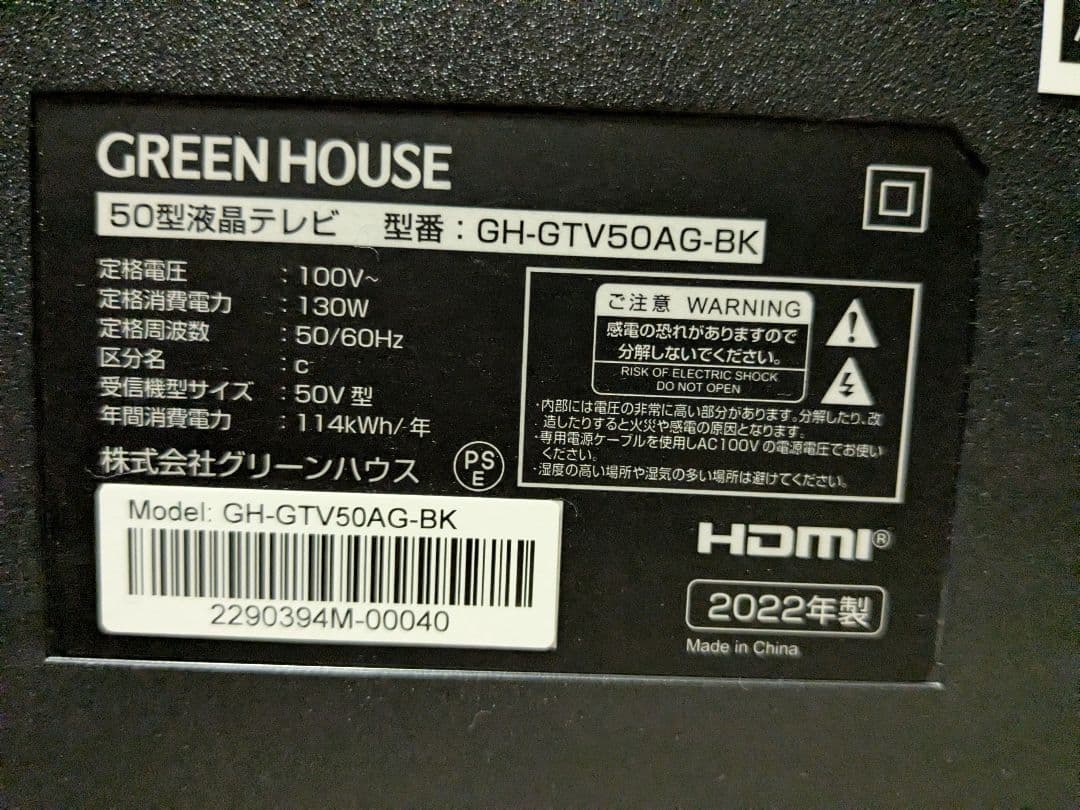 GREEN HOUSE
50型液晶テレビ 型番：GH-GTV50AG-BK
定格電圧 ：100V~
定格消費電力 ：130W
定格周波数 ：50/60Hz
区分名 ：c
受信機型サイズ ：50V型
年間消費電力 ：114kWh/年
株式会社グリーンハウス
PS
E
ご注意 WARNING
感電の恐れがありますので
分解しないでください。
RISK OF ELECTRIC SHOCK
DO NOT OPEN
・内部には電圧の非常に高い部分があります。分解したり、改
造したりすると火災や感電の原因となります。
・専用電源ケーブルを使用しAC100Vの電源電圧でお使い
ください。
・湿度の高い場所や湿気の多い場所は避けてください。
Model: GH-GTV50AG-BK
2290394M-00040
HDMI®
2022年製
Made in China